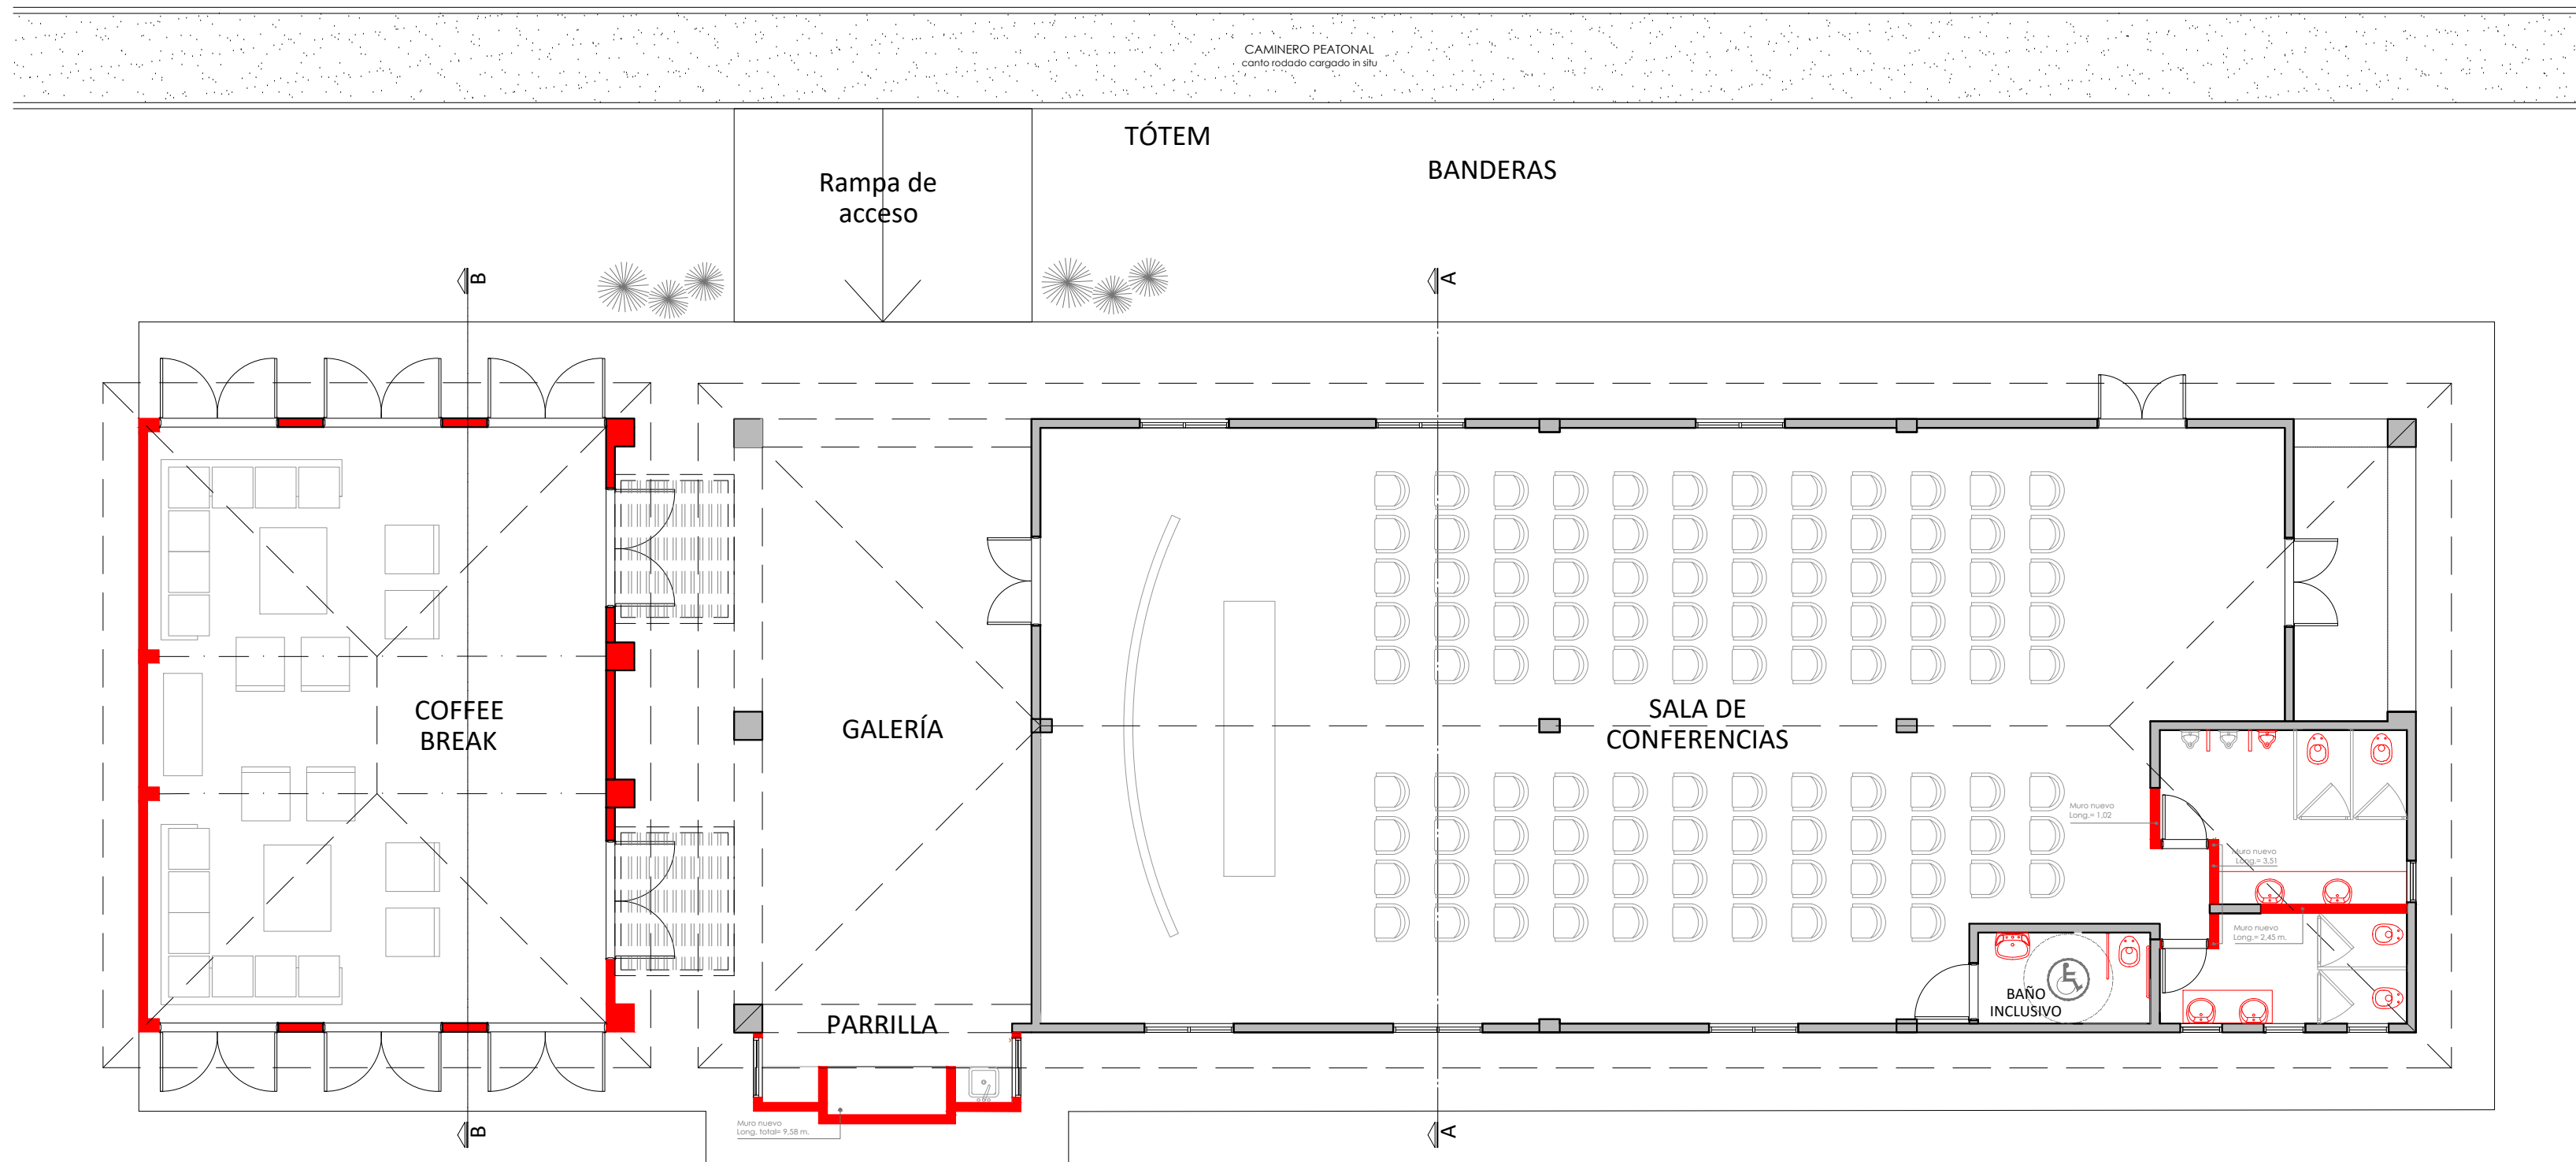 CAMINERO PEATONAL
canto rodado cargado in situ
TÓTEM
BANDERAS
Rampa de
acceso
B
A
COFFEE
BREAK
GALERÍA
SALA DE
CONFERENCIAS
Muro nuevo
Long.= 1,02
Muro nuevo
Long.= 3,51
Muro nuevo
Long.= 2,45 m.
BAÑO
INCLUSIVO
PARRILLA
Muro nuevo
Long. total= 9,58 m.
B
A